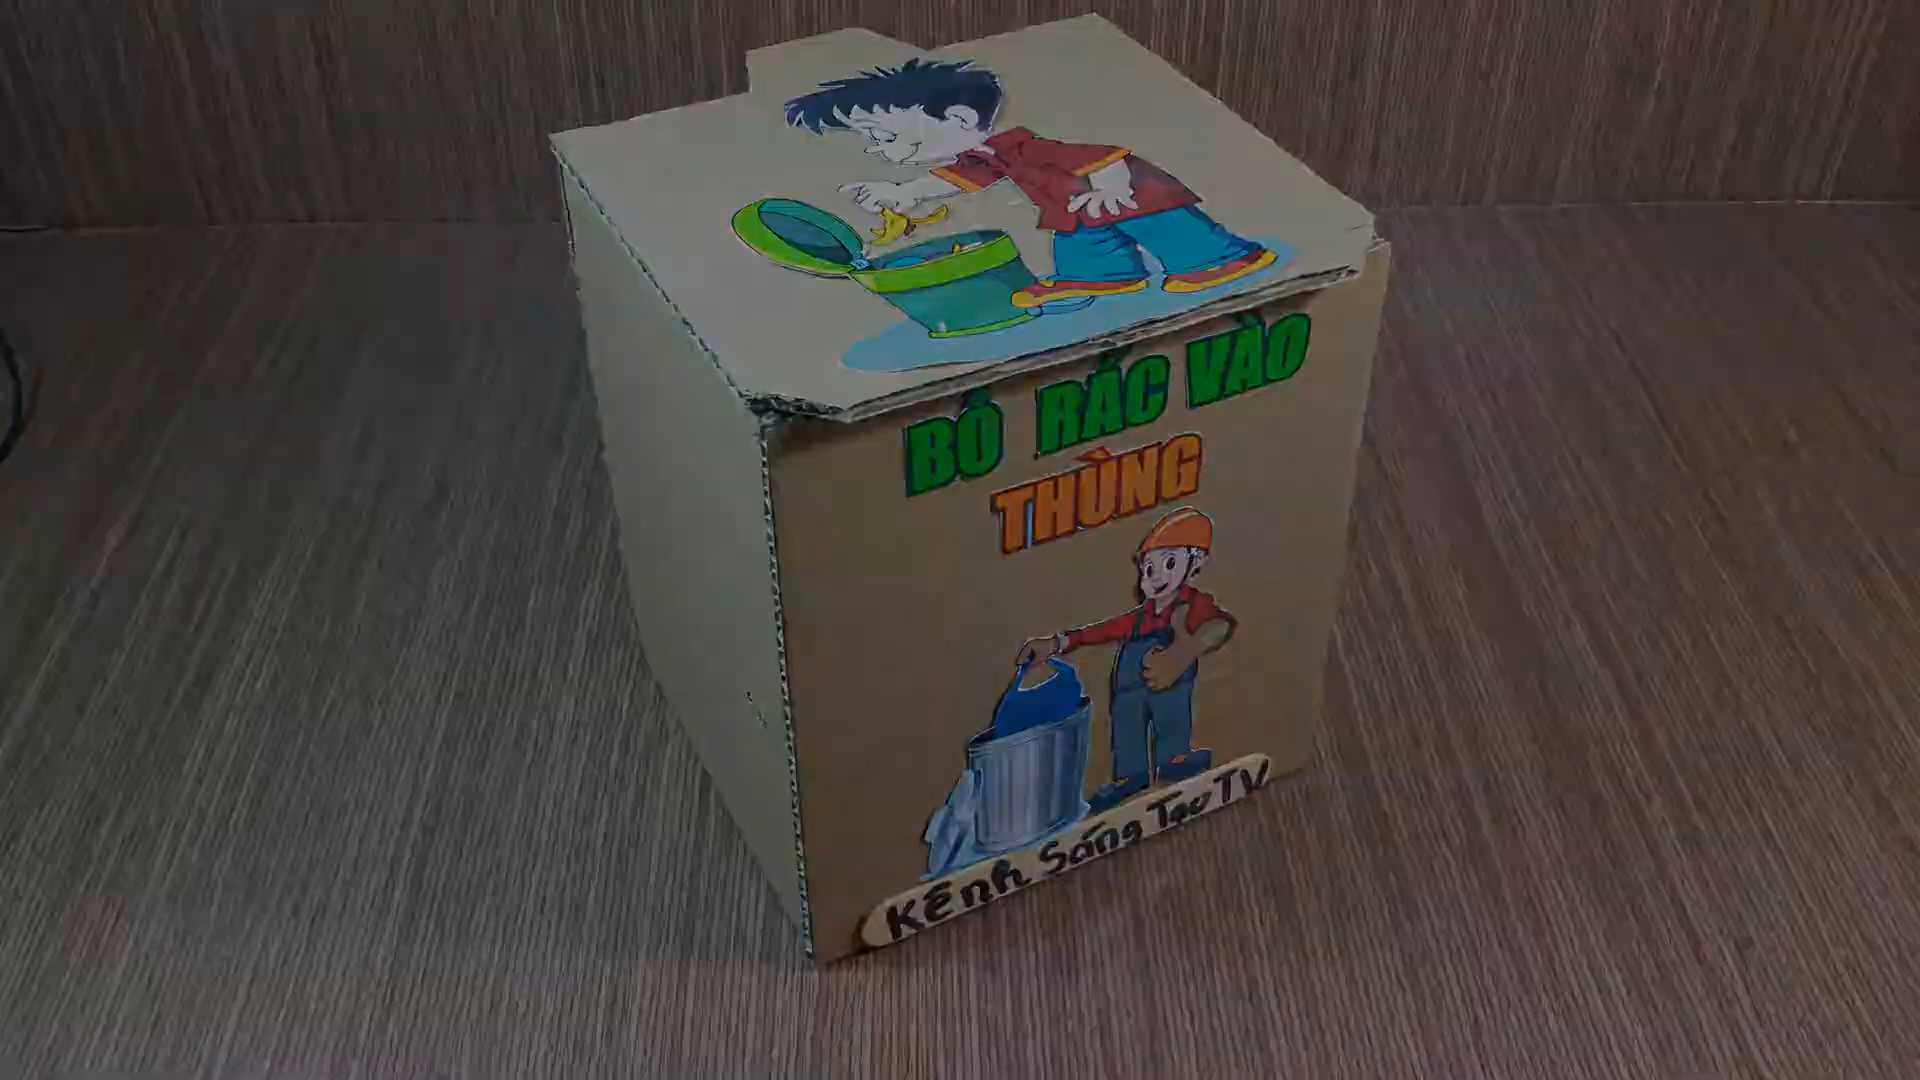 BỎ RÁC VÀO
THÙNG
Kênh Sáng Tạo TV